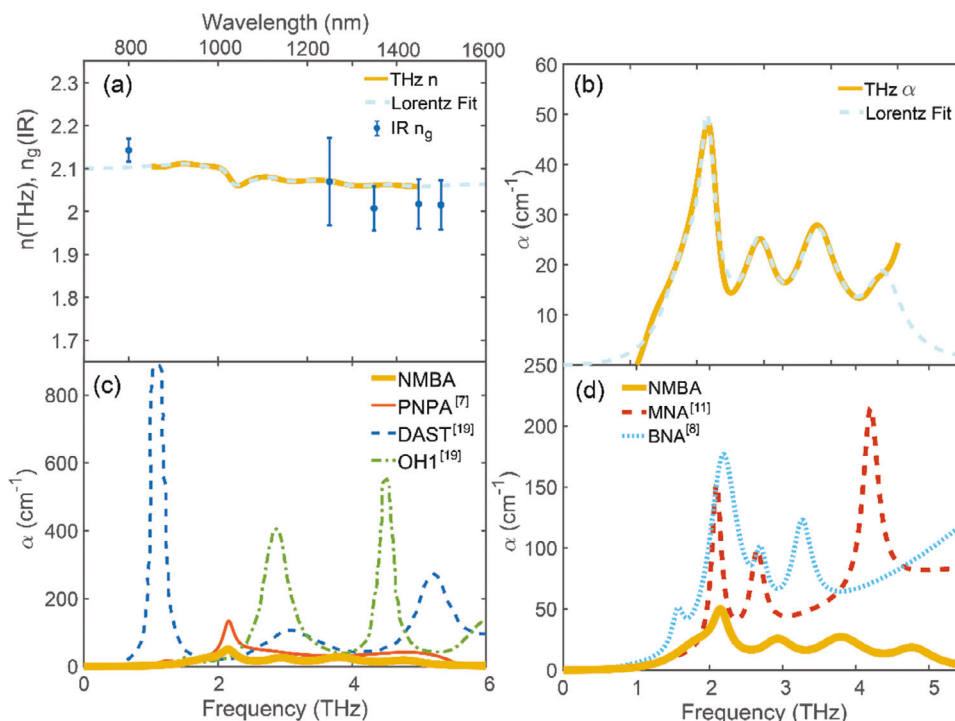 Wavelength (nm)
800 1000 1200 1400 1600
2.3
2.2
2.1
2
1.9
1.8
1.7
n(THz), n_g(IR)
(a)
THz n
Lorentz Fit
IR n_g
60
50
40
30
20
10
α (cm⁻¹)
(b)
THz α
Lorentz Fit
800
600
400
200
0
α (cm⁻¹)
(c)
NMBA
PNPA[7]
DAST[19]
OH1[19]
0 2 4 6
Frequency (THz)
250
200
150
100
50
0
α (cm⁻¹)
(d)
NMBA
MNA[11]
BNA[8]
0 1 2 3 4 5
Frequency (THz)